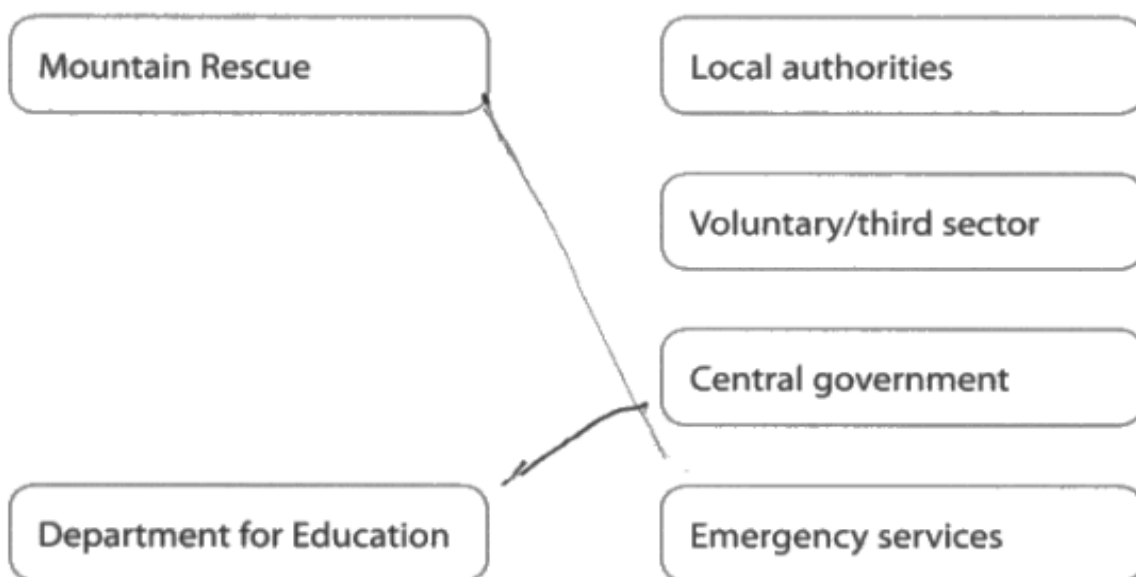 Mountain Rescue
Local authorities
Voluntary/third sector
Central government
Department for Education
Emergency services